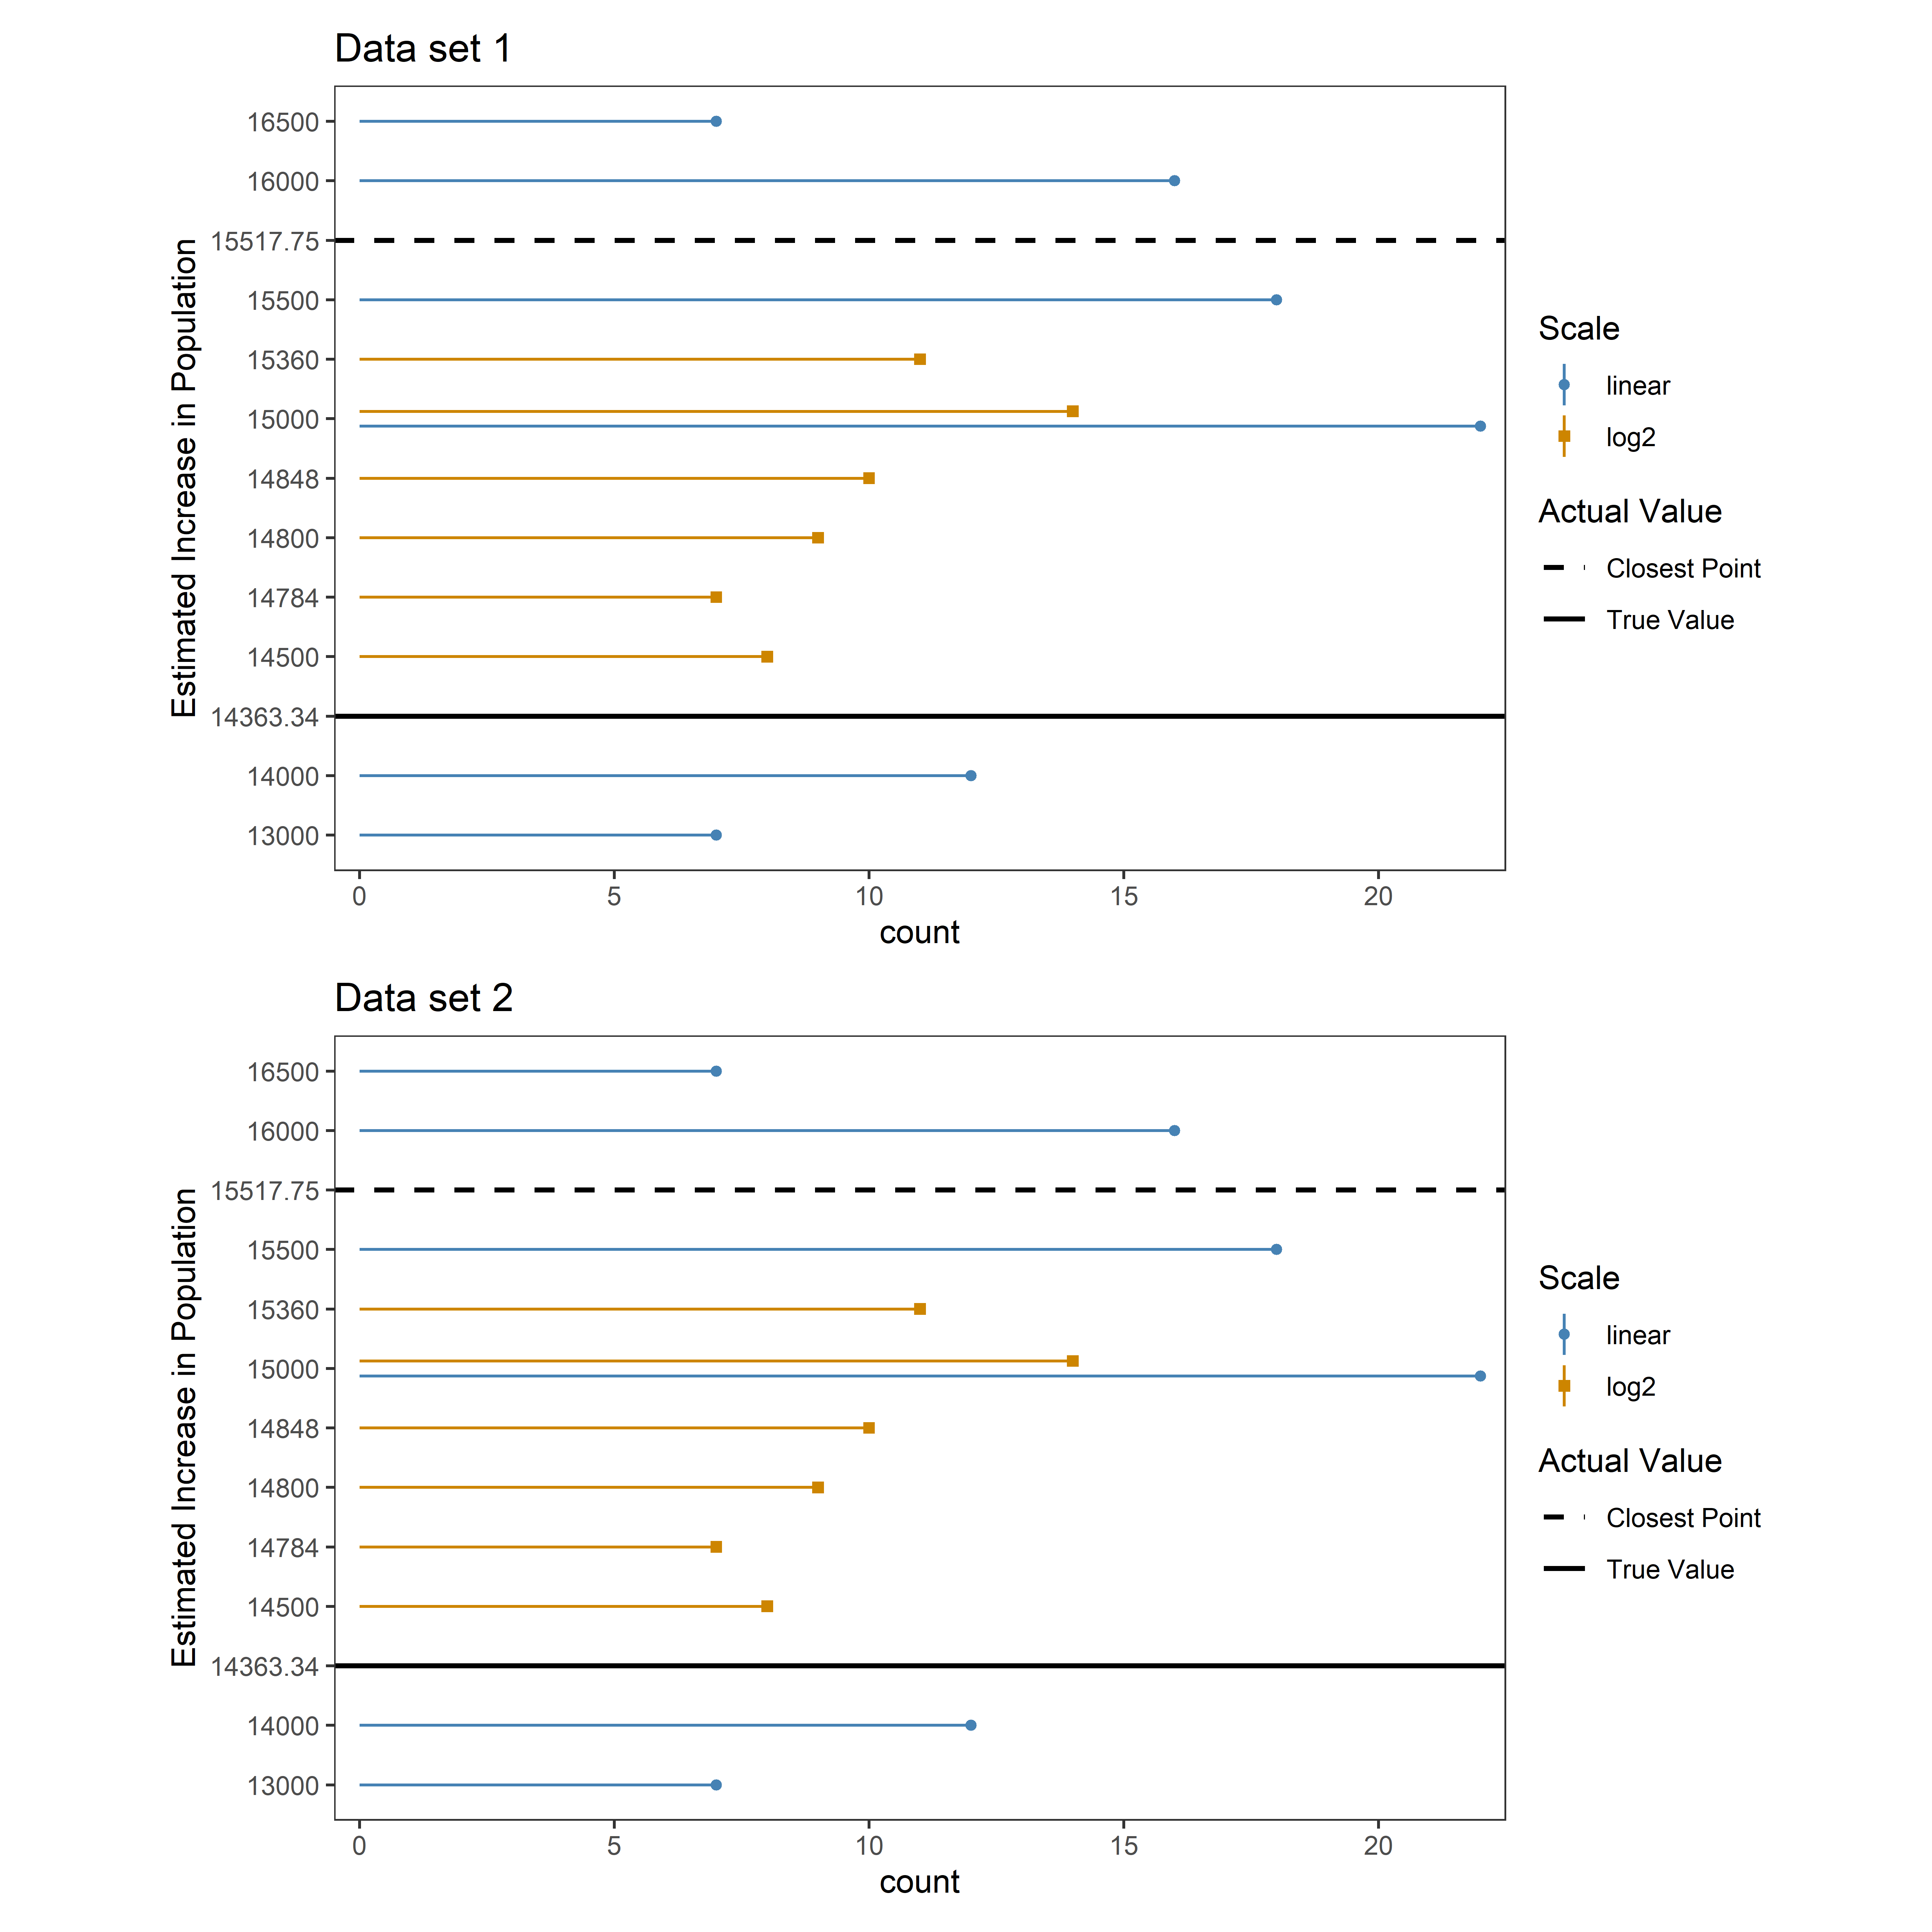 Data set 1
16500
16000
15517.75
15500
15360
15000
14848
14800
14784
14500
14363.34
14000
13000
Estimated Increase in Population
0 5 10 15 20
count
Scale
linear
log2
Actual Value
Closest Point
True Value
Data set 2
16500
16000
15517.75
15500
15360
15000
14848
14800
14784
14500
14363.34
14000
13000
Estimated Increase in Population
0 5 10 15 20
count
Scale
linear
log2
Actual Value
Closest Point
True Value